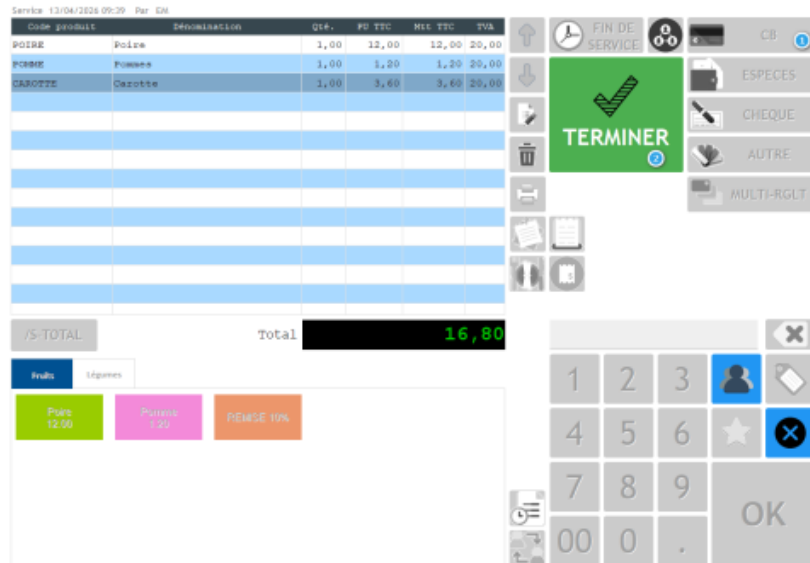 Service 13/04/2026 09:39 Par EM
Code produit Dénomination Qté. PU TTC Mtt TTC TVA
POIRE Poire 1,00 12,00 12,00 20,00
POMME Pommes 1,00 1,20 1,20 20,00
CAROTTE Carotte 1,00 3,60 3,60 20,00
/S-TOTAL Total 16,80
Fruits Légumes
Poire 12.00
Pomme 1.20
REMISE 10%
FIN DE SERVICE
CB 1
ESPECES
TERMINER 2
CHEQUE
AUTRE
MULTI-RGLT
1 2 3
4 5 6
7 8 9
00 0 .
OK